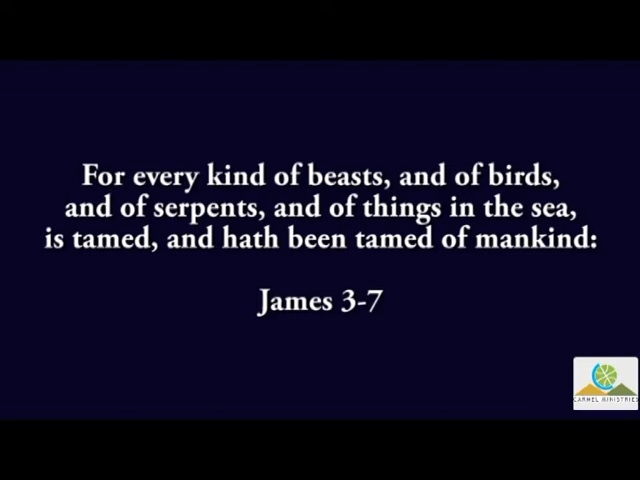 For every kind of beasts, and of birds,
and of serpents, and of things in the sea,
is tamed, and hath been tamed of mankind:
James 3-7
CARMEL MINISTRIES